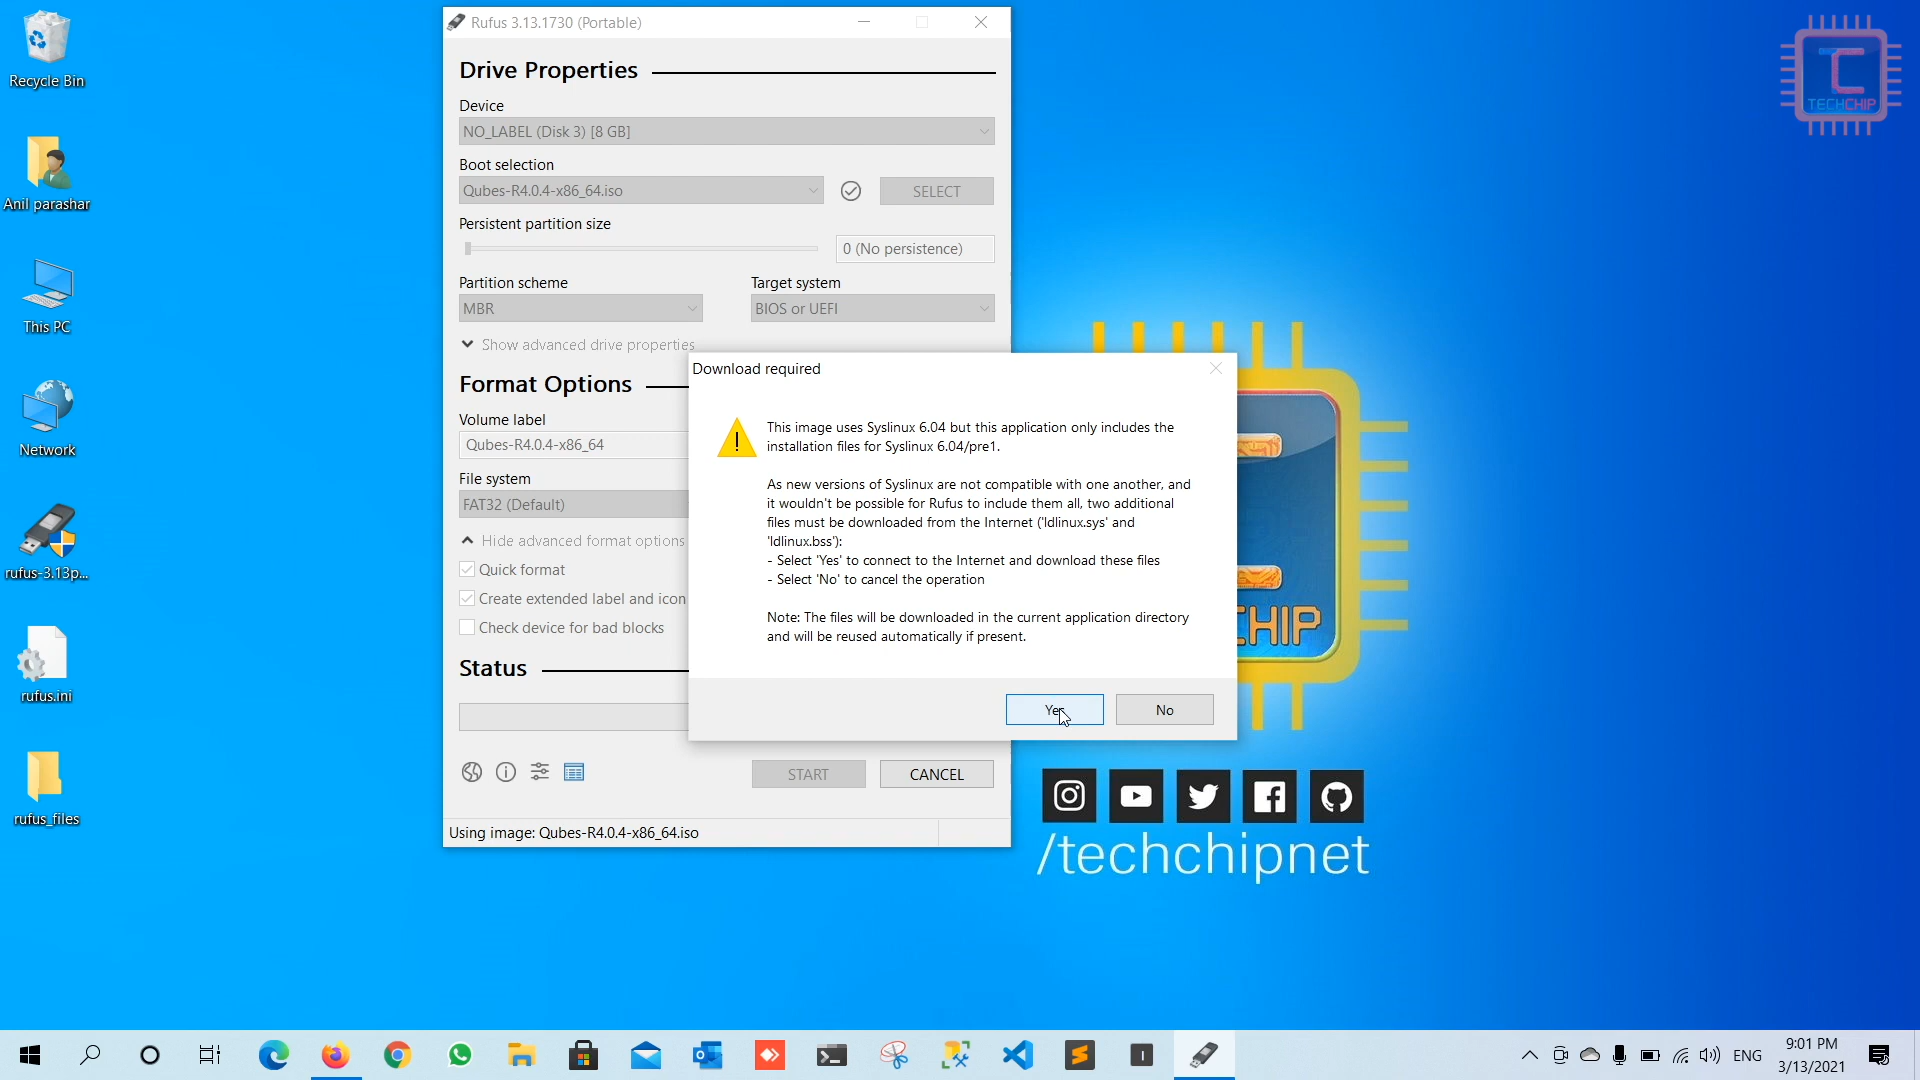 Recycle Bin
Anil parashar
This PC
Network
rufus-3.13p...
rufus.ini
rufus_files
Rufus 3.13.1730 (Portable)
Drive Properties
Device
NO_LABEL (Disk 3) [8 GB]
Boot selection
Qubes-R4.0.4-x86_64.iso
SELECT
Persistent partition size
0 (No persistence)
Partition scheme
Target system
MBR
BIOS or UEFI
Show advanced drive properties
Format Options
Volume label
Qubes-R4.0.4-x86_64
File system
FAT32 (Default)
Hide advanced format options
Quick format
Create extended label and icon
Check device for bad blocks
Status
START
CANCEL
Using image: Qubes-R4.0.4-x86_64.iso
Download required
This image uses Syslinux 6.04 but this application only includes the
installation files for Syslinux 6.04/pre1.
As new versions of Syslinux are not compatible with one another, and
it wouldn't be possible for Rufus to include them all, two additional
files must be downloaded from the Internet ('ldlinux.sys' and
'ldlinux.bss'):
- Select 'Yes' to connect to the Internet and download these files
- Select 'No' to cancel the operation
Note: The files will be downloaded in the current application directory
and will be reused automatically if present.
Yes
No
TC
TECHCHIP
CHIP
/techchipnet
ENG
9:01 PM
3/13/2021